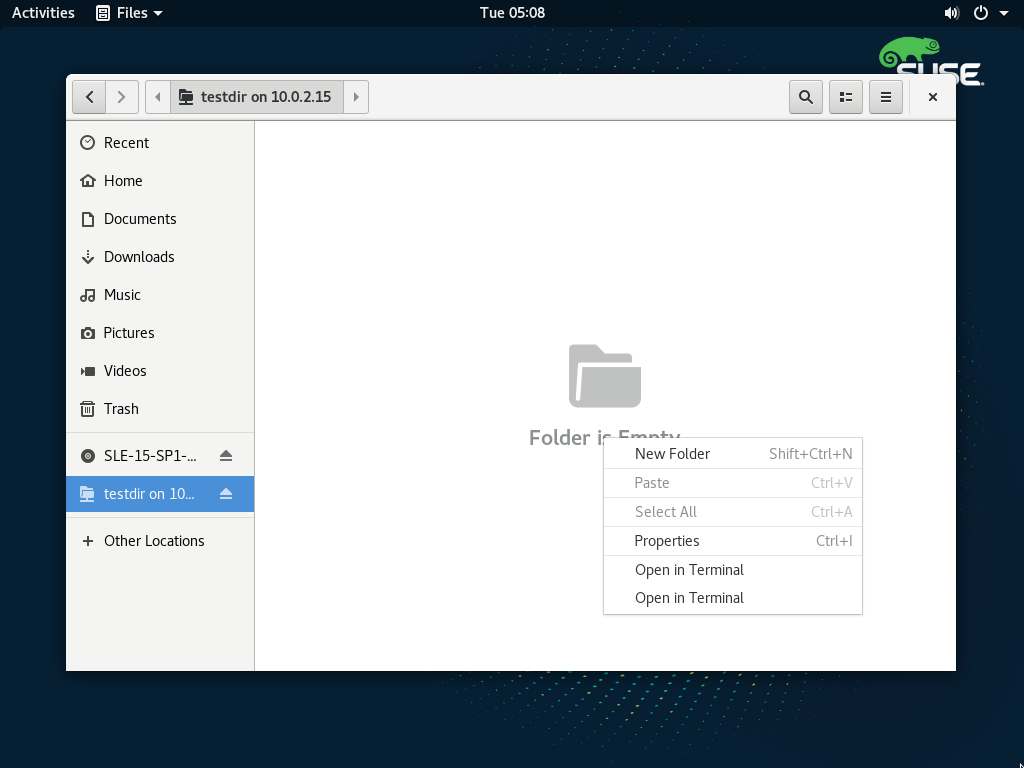 Activities Files Tue 05:08
SUSE
testdir on 10.0.2.15
Recent
Home
Documents
Downloads
Music
Pictures
Videos
Trash
SLE-15-SP1-...
testdir on 10...
Other Locations
Folder is Empty
New Folder Shift+Ctrl+N
Paste Ctrl+V
Select All Ctrl+A
Properties Ctrl+I
Open in Terminal
Open in Terminal